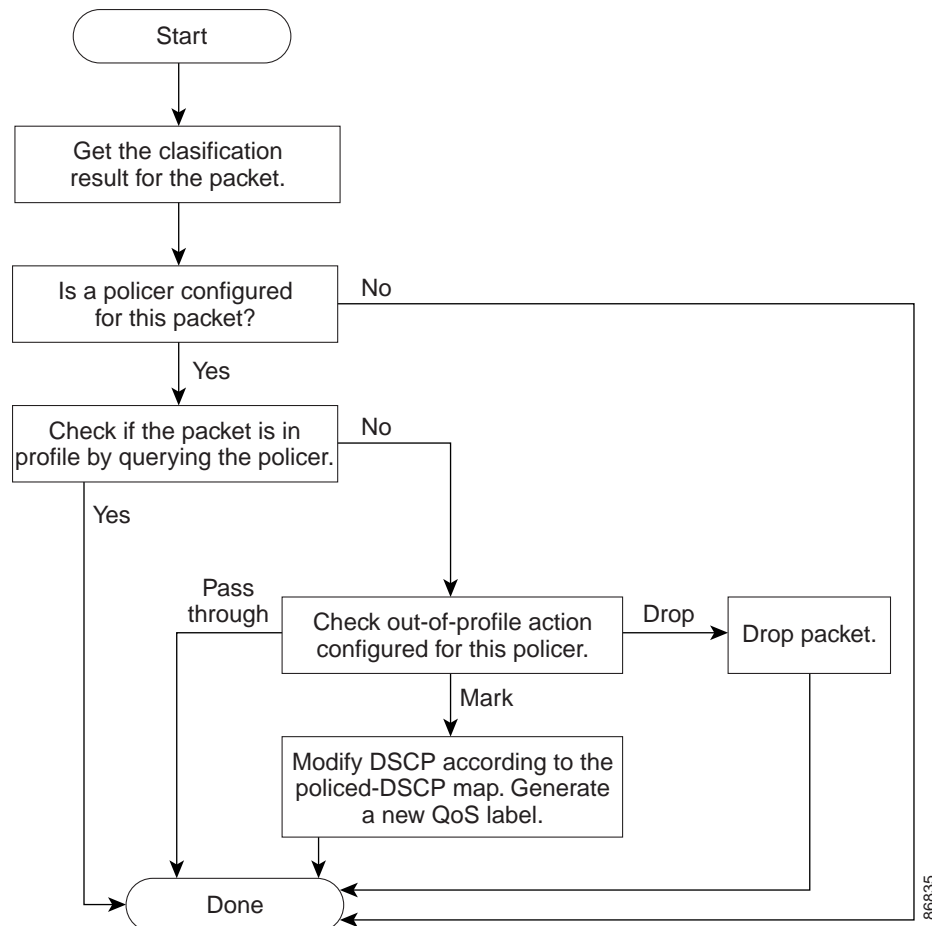 Start
Get the clasification
result for the packet.
Is a policer configured
for this packet?
No
Yes
Check if the packet is in
profile by querying the policer.
No
Yes
Pass
through
Check out-of-profile action
configured for this policer.
Drop
Drop packet.
Mark
Modify DSCP according to the
policed-DSCP map. Generate
a new QoS label.
Done
86835